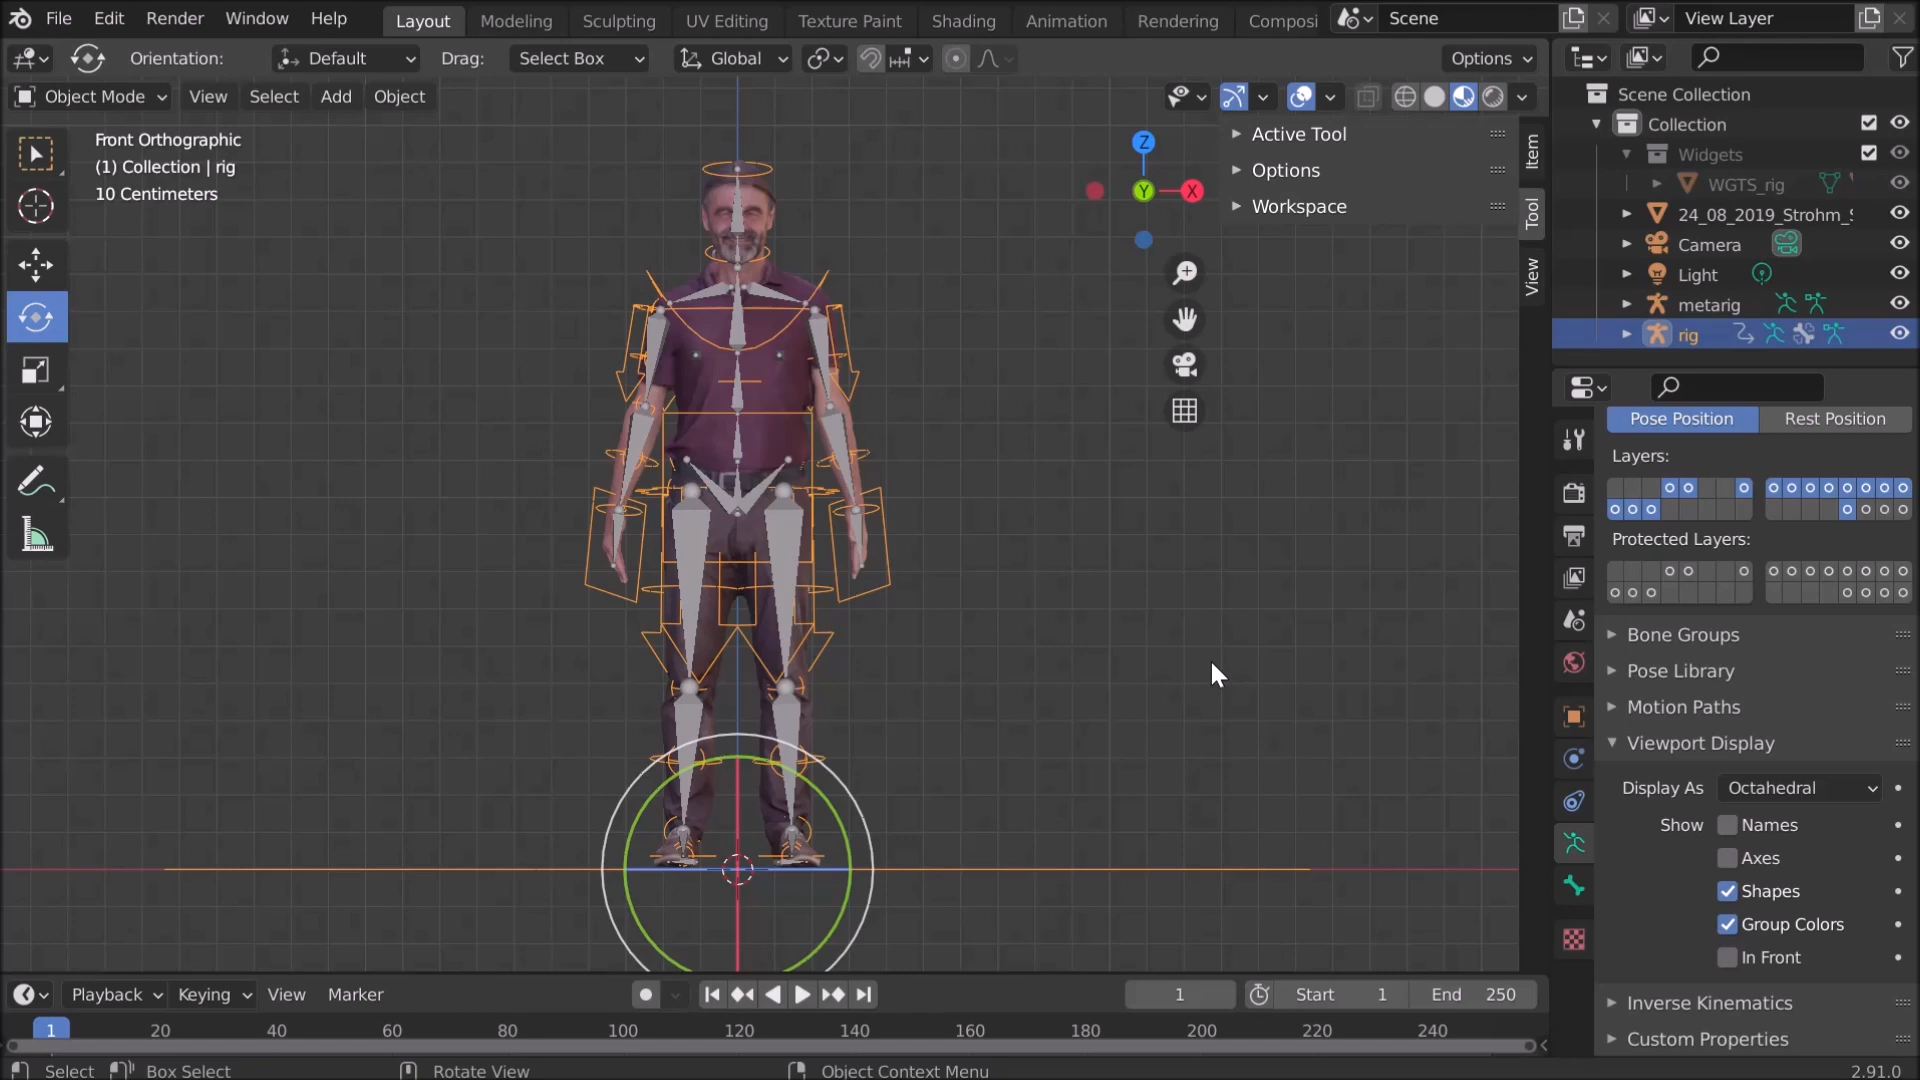 File Edit Render Window Help Layout Modeling Sculpting UV Editing Texture Paint Shading Animation Rendering Composi Scene View Layer
Orientation: Default Drag: Select Box Global Options
Object Mode View Select Add Object
Front Orthographic
(1) Collection | rig
10 Centimeters
Z
Y
X
Active Tool
Options
Workspace
Item
Tool
View
Scene Collection
Collection
Widgets
WGTS_rig
24_08_2019_Strohm_S
Camera
Light
metarig
rig
Pose Position Rest Position
Layers:
Protected Layers:
Bone Groups
Pose Library
Motion Paths
Viewport Display
Display As Octahedral
Show Names
Axes
Shapes
Group Colors
In Front
Inverse Kinematics
Custom Properties
Playback Keying View Marker 1 Start 1 End 250
1 20 40 60 80 100 120 140 160 180 200 220 240
Select Box Select Rotate View Object Context Menu 2.91.0